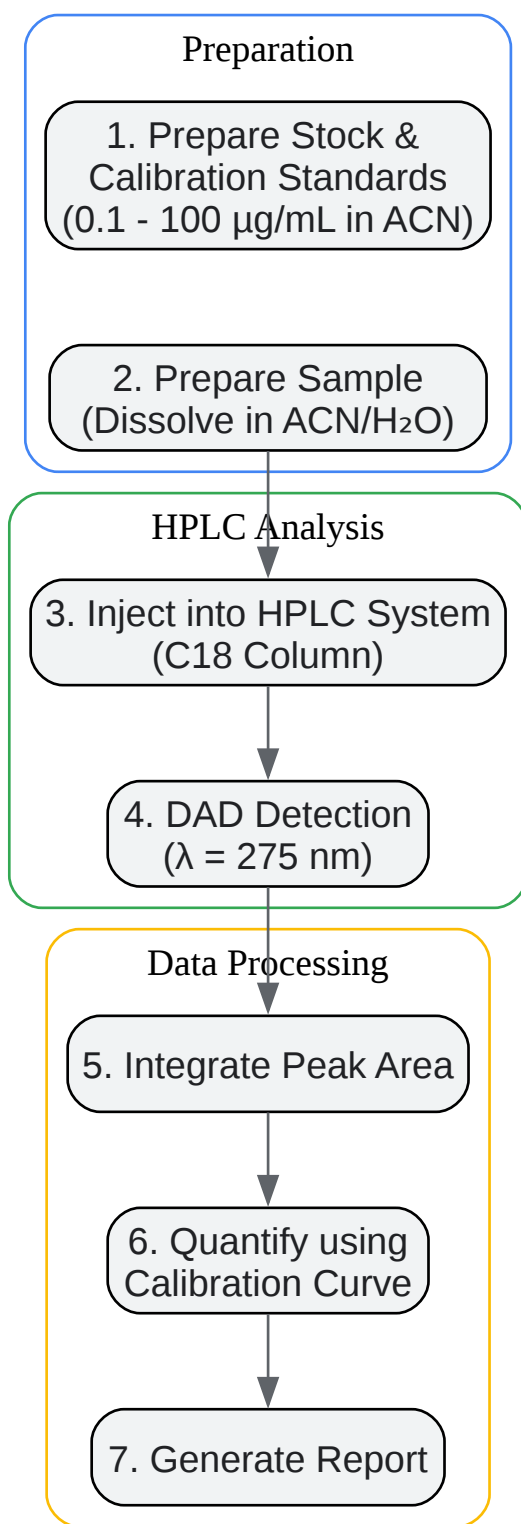 Preparation
1. Prepare Stock &
Calibration Standards
(0.1 - 100 µg/mL in ACN)
2. Prepare Sample
(Dissolve in ACN/H₂O)
HPLC Analysis
3. Inject into HPLC System
(C18 Column)
4. DAD Detection
(λ = 275 nm)
Data Processing
5. Integrate Peak Area
6. Quantify using
Calibration Curve
7. Generate Report